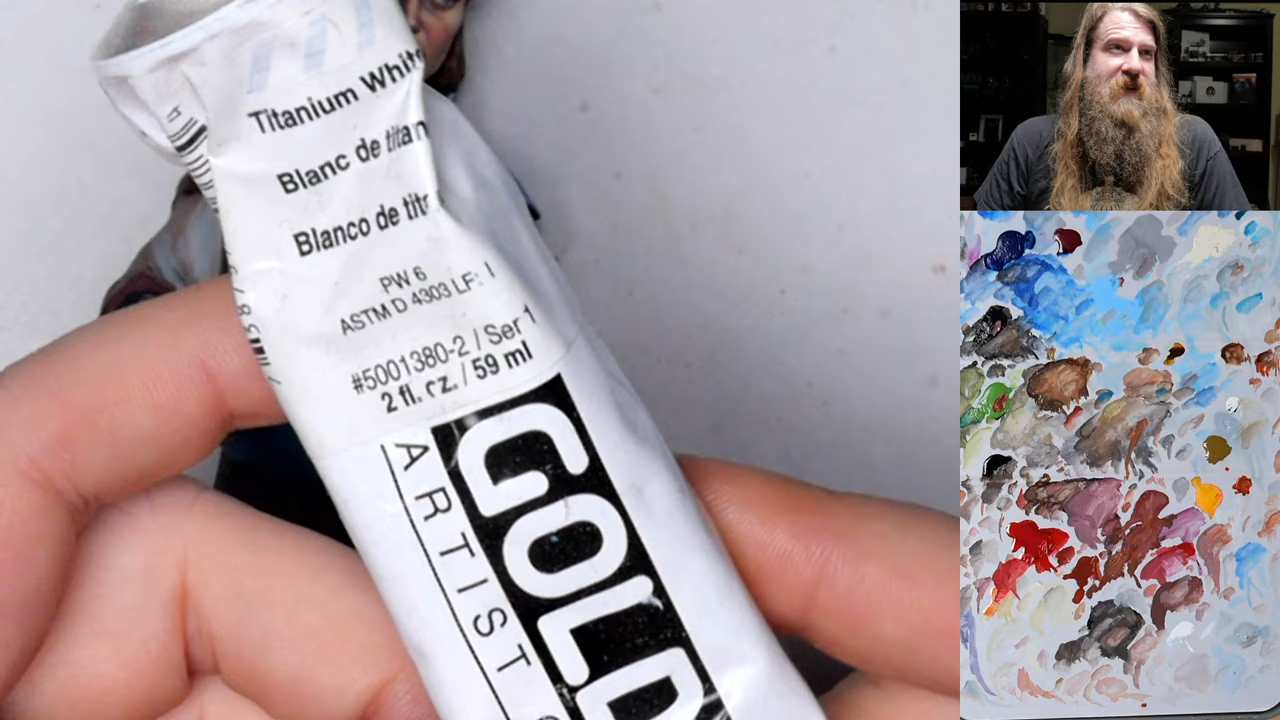 Titanium White
Blanc de titan
Blanco de tit
PW 6
ASTM D 4303 LF: I
#5001380-2 / Ser 1
2 fl. oz. / 59 ml
ARTIST
GOLD